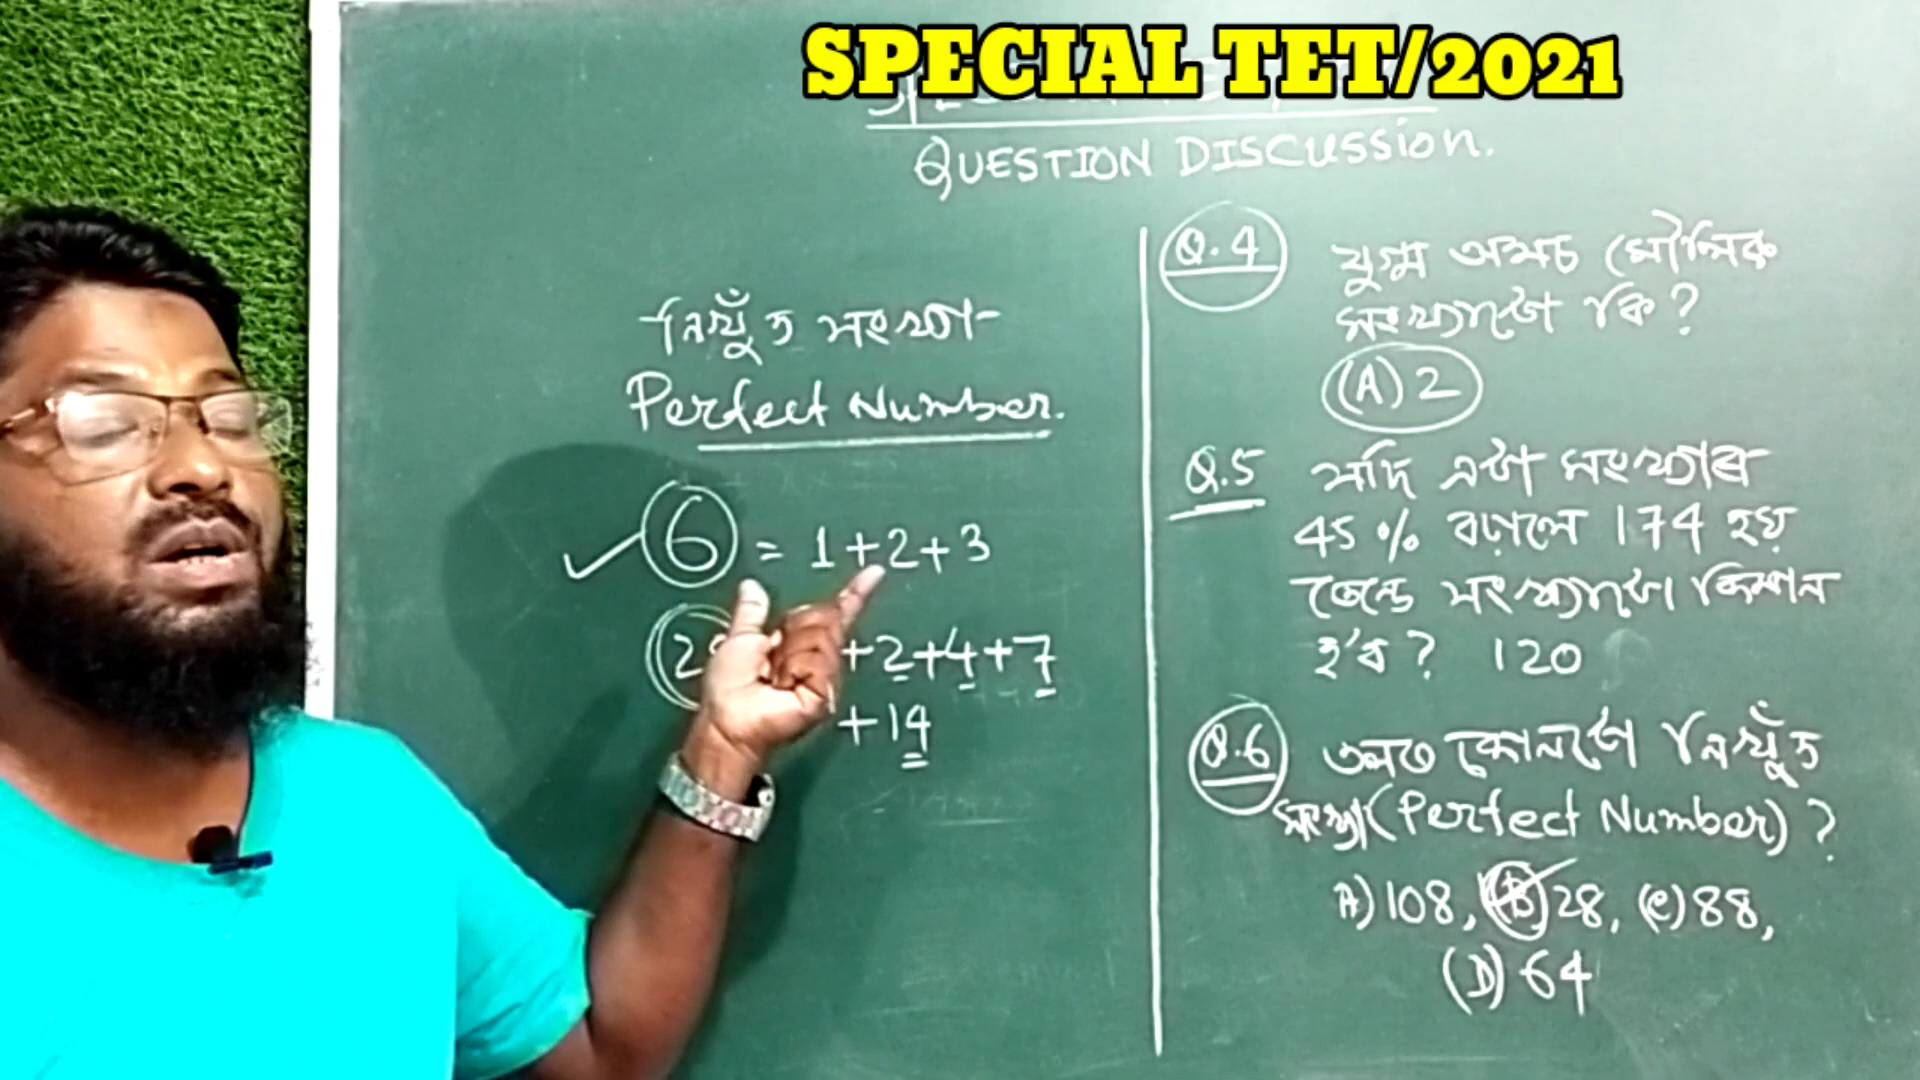 SPECIAL TET/2021
QUESTION DISCUSSION.
নিখুঁত সংখ্যা-
Perfect Number.
6 = 1+2+3
+2+4+7
+14
Q.4 যুগ্ম অথচ মৌলিক
সংখ্যাটো কি?
(A) 2
Q.5 যদি এটা সংখ্যাৰ
45% বঢ়ালে 174 হয়
তেন্তে সংখ্যাটো কিমান
হ'ব? 120
Q.6 তলত কোনটো নিখুঁত
সংখ্যা (Perfect Number)?
A) 108, (B) 28, (c) 88,
(D) 64